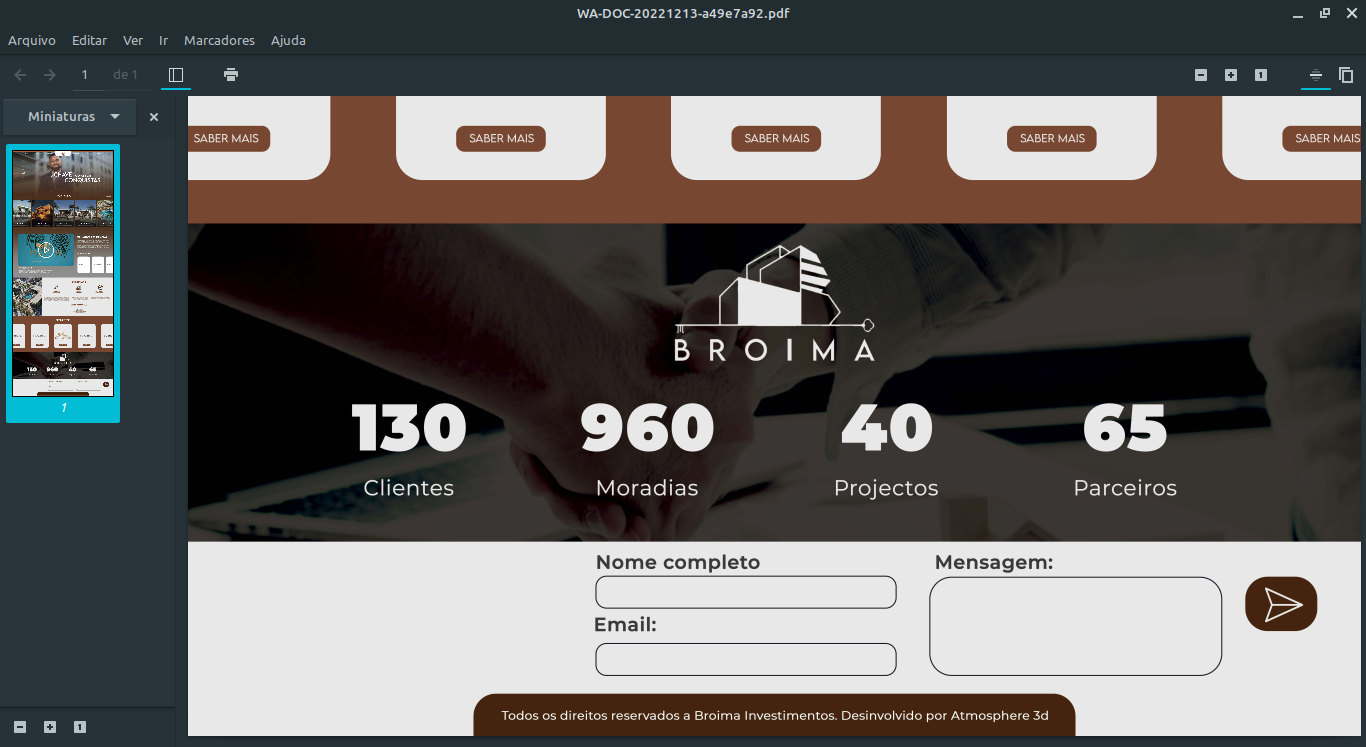 WA-DOC-20221213-a49e7a92.pdf
Arquivo Editar Ver Ir Marcadores Ajuda
1 de 1
Miniaturas
JCHAVE
CONQUISTAS
1
SABER MAIS SABER MAIS SABER MAIS SABER MAIS SABER MAIS
BROIMA
130 960 40 65
Clientes Moradias Projectos Parceiros
Nome completo
Mensagem:
Email:
Todos os direitos reservados a Broima Investimentos. Desinvolvido por Atmosphere 3d